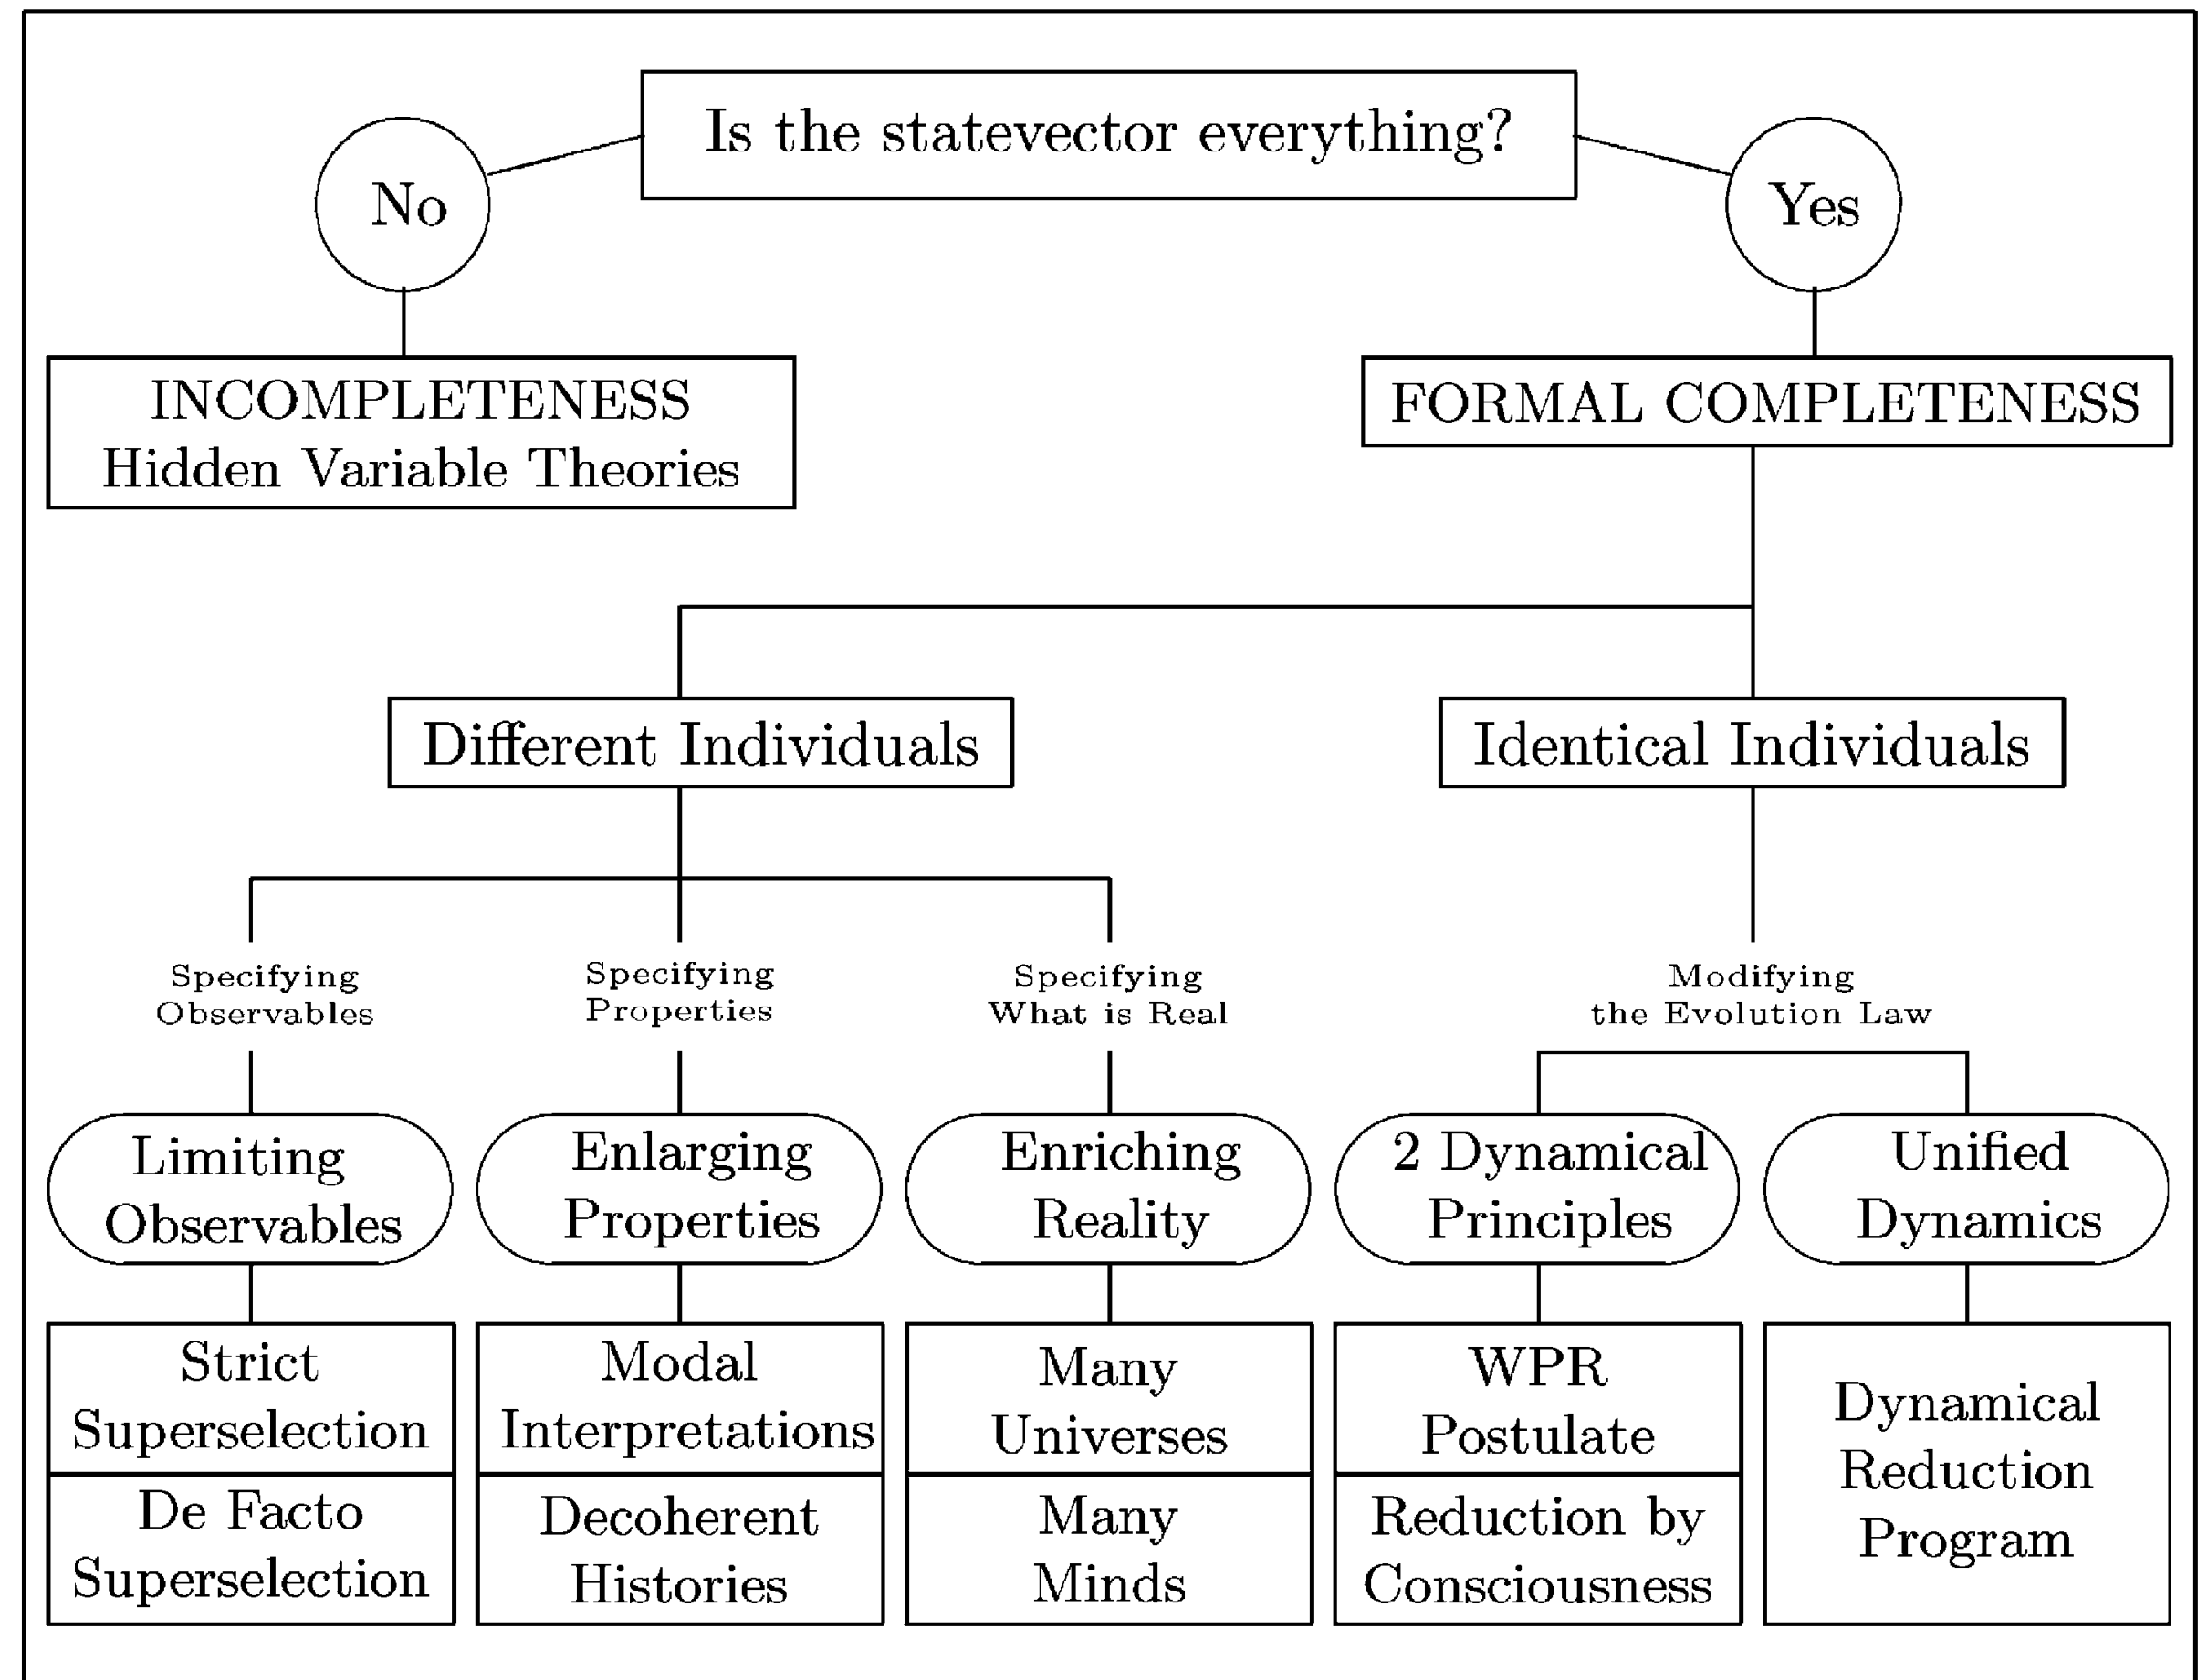 Is the statevector everything?
No
Yes
INCOMPLETENESS
Hidden Variable Theories
FORMAL COMPLETENESS
Different Individuals
Identical Individuals
Specifying
Observables
Specifying
Properties
Specifying
What is Real
Modifying
the Evolution Law
Limiting
Observables
Enlarging
Properties
Enriching
Reality
2 Dynamical
Principles
Unified
Dynamics
Strict
Superselection
De Facto
Superselection
Modal
Interpretations
Decoherent
Histories
Many
Universes
Many
Minds
WPR
Postulate
Reduction by
Consciousness
Dynamical
Reduction
Program